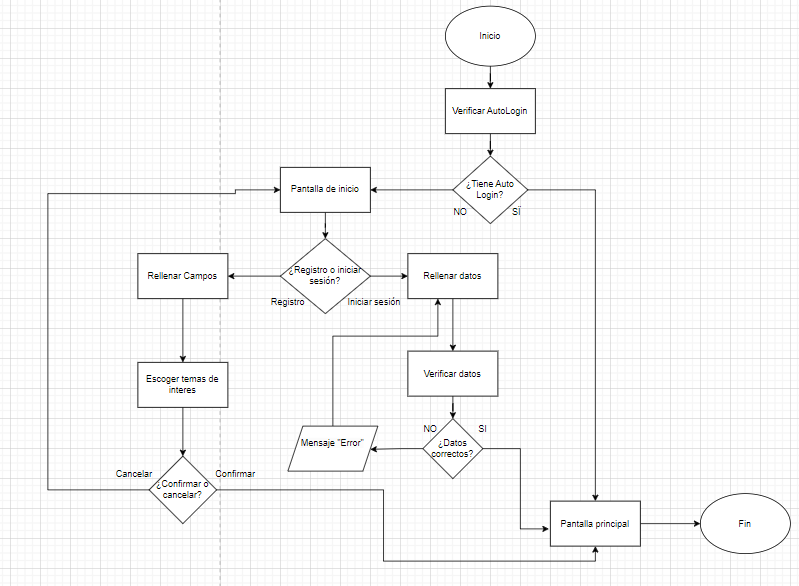 Inicio
Verificar AutoLogin
¿Tiene Auto
Login?
NO
SÏ
Pantalla de inicio
¿Registro o iniciar
sesión?
Registro
Iniciar sesión
Rellenar Campos
Rellenar datos
Escoger temas de
interes
Verificar datos
NO
SI
¿Datos
correctos?
Mensaje "Error"
Cancelar
Confirmar
¿Confirmar o
cancelar?
Pantalla principal
Fin